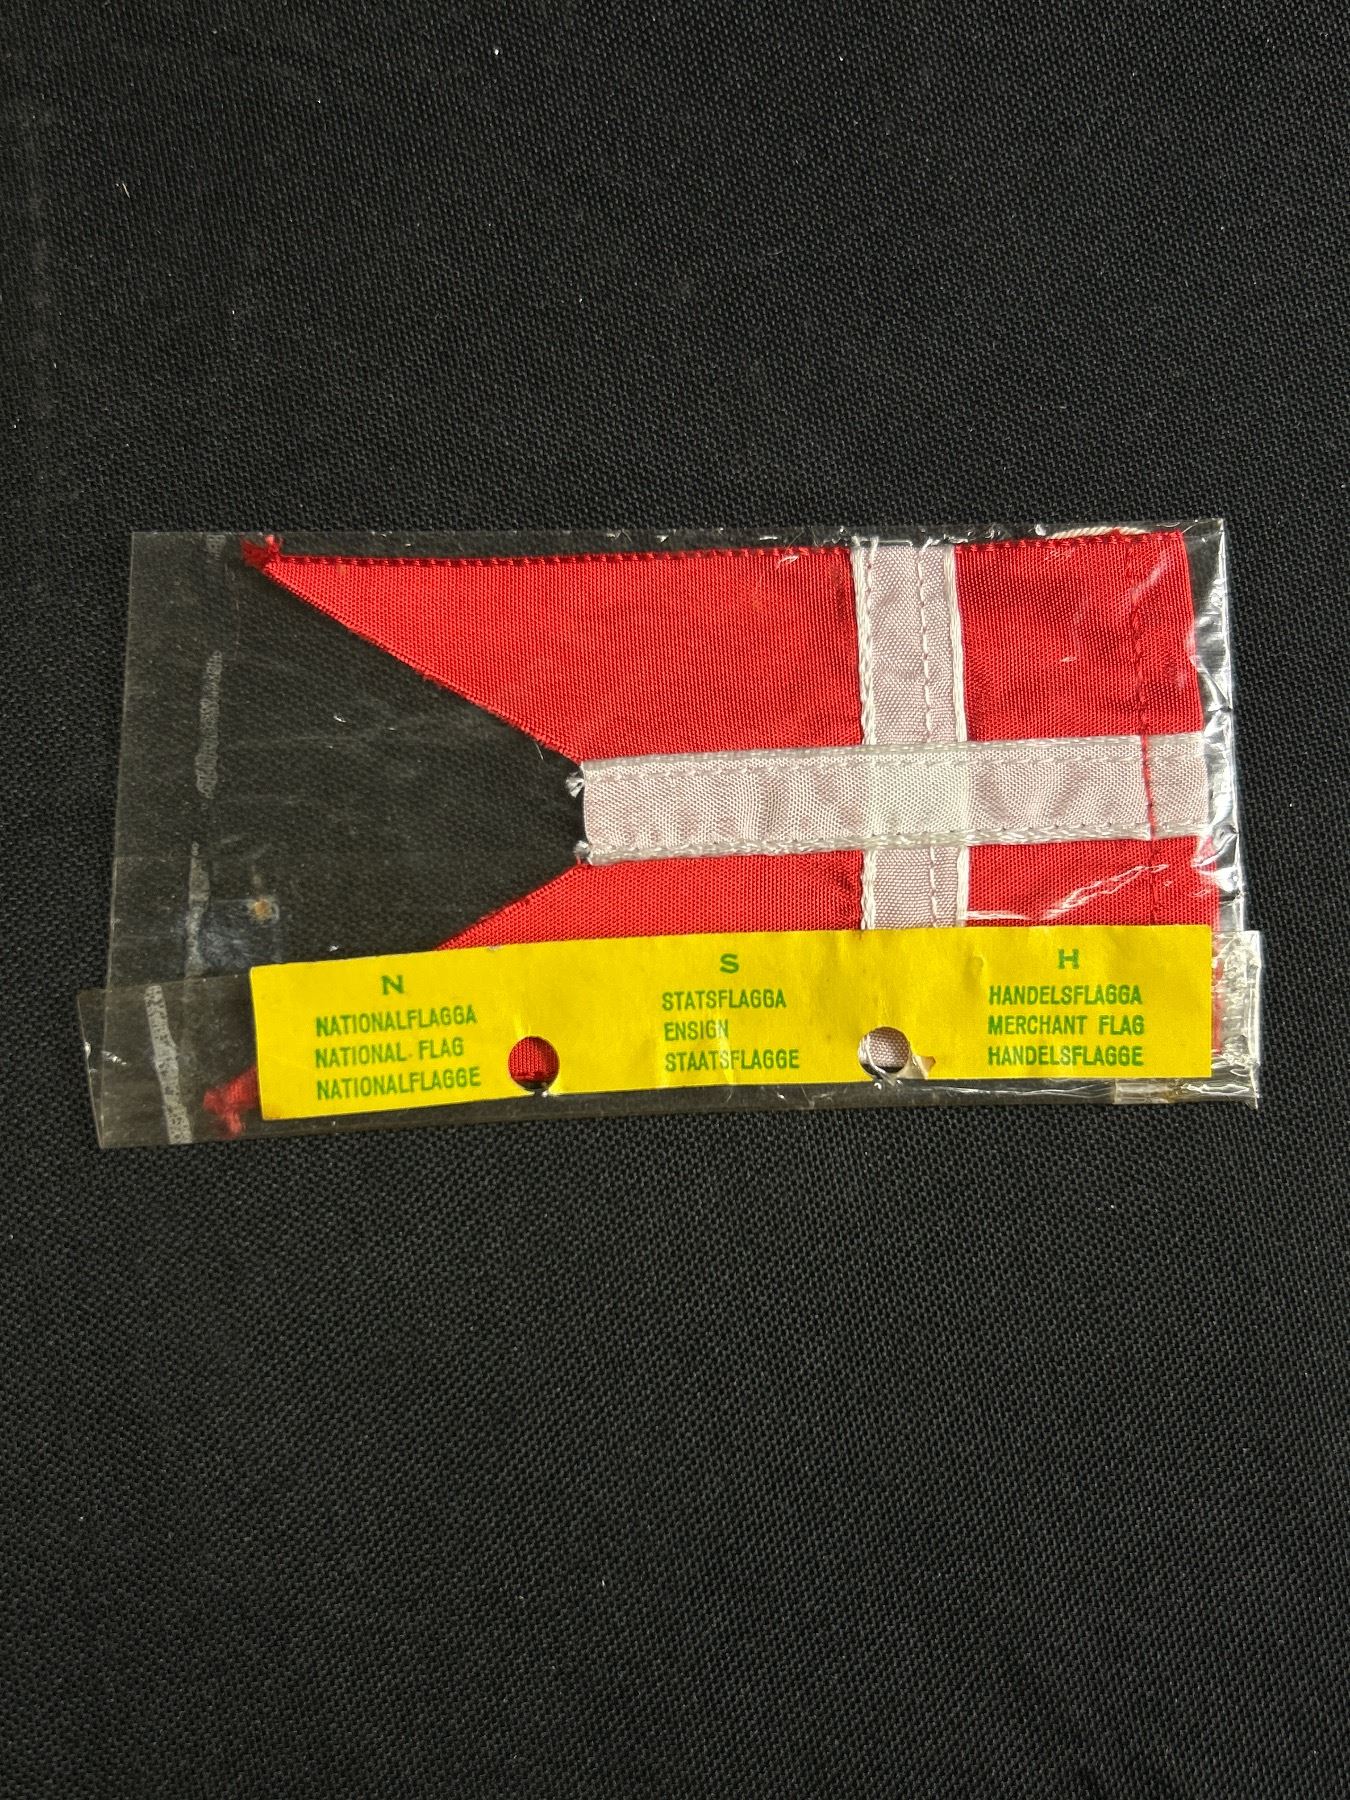 N
NATIONALFLAGGA
NATIONAL FLAG
NATIONALFLAGGE
S
STATSFLAGGA
ENSIGN
STAATSFLAGGE
H
HANDELSFLAGGA
MERCHANT FLAG
HANDELSFLAGGE